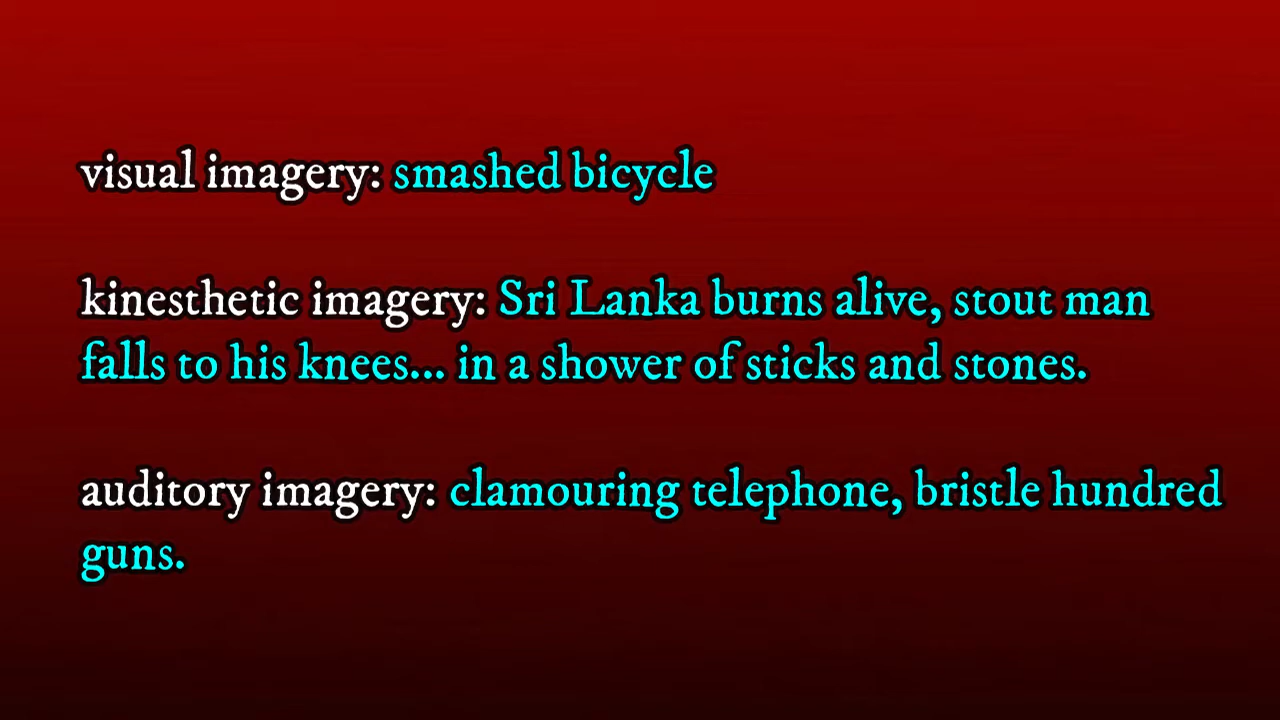 visual imagery: smashed bicycle
kinesthetic imagery: Sri Lanka burns alive, stout man
falls to his knees... in a shower of sticks and stones.
auditory imagery: clamouring telephone, bristle hundred
guns.